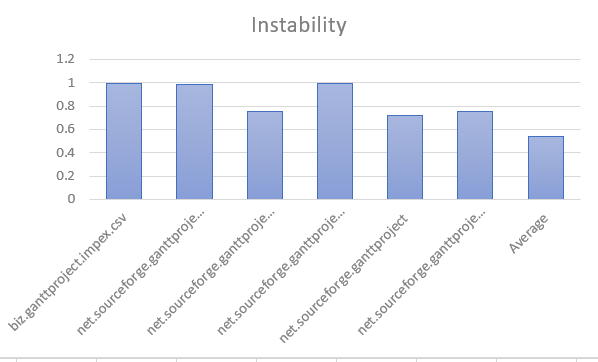 Instability
1.2
1
0.8
0.6
0.4
0.2
0
biz.ganttproject.impex.csv
net.sourceforge.ganttproje...
net.sourceforge.ganttproje...
net.sourceforge.ganttproje...
net.sourceforge.ganttproject
net.sourceforge.ganttproje...
Average